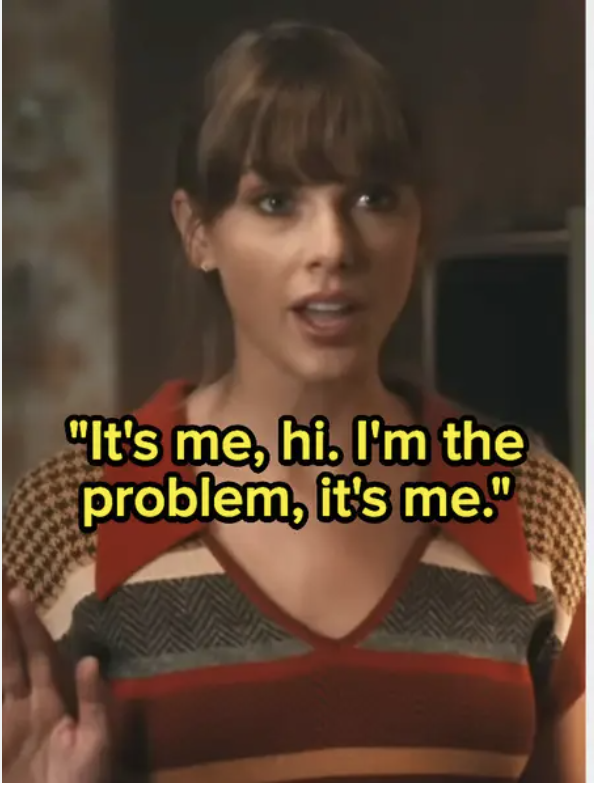 "It's me, hi. I'm the
problem, it's me."